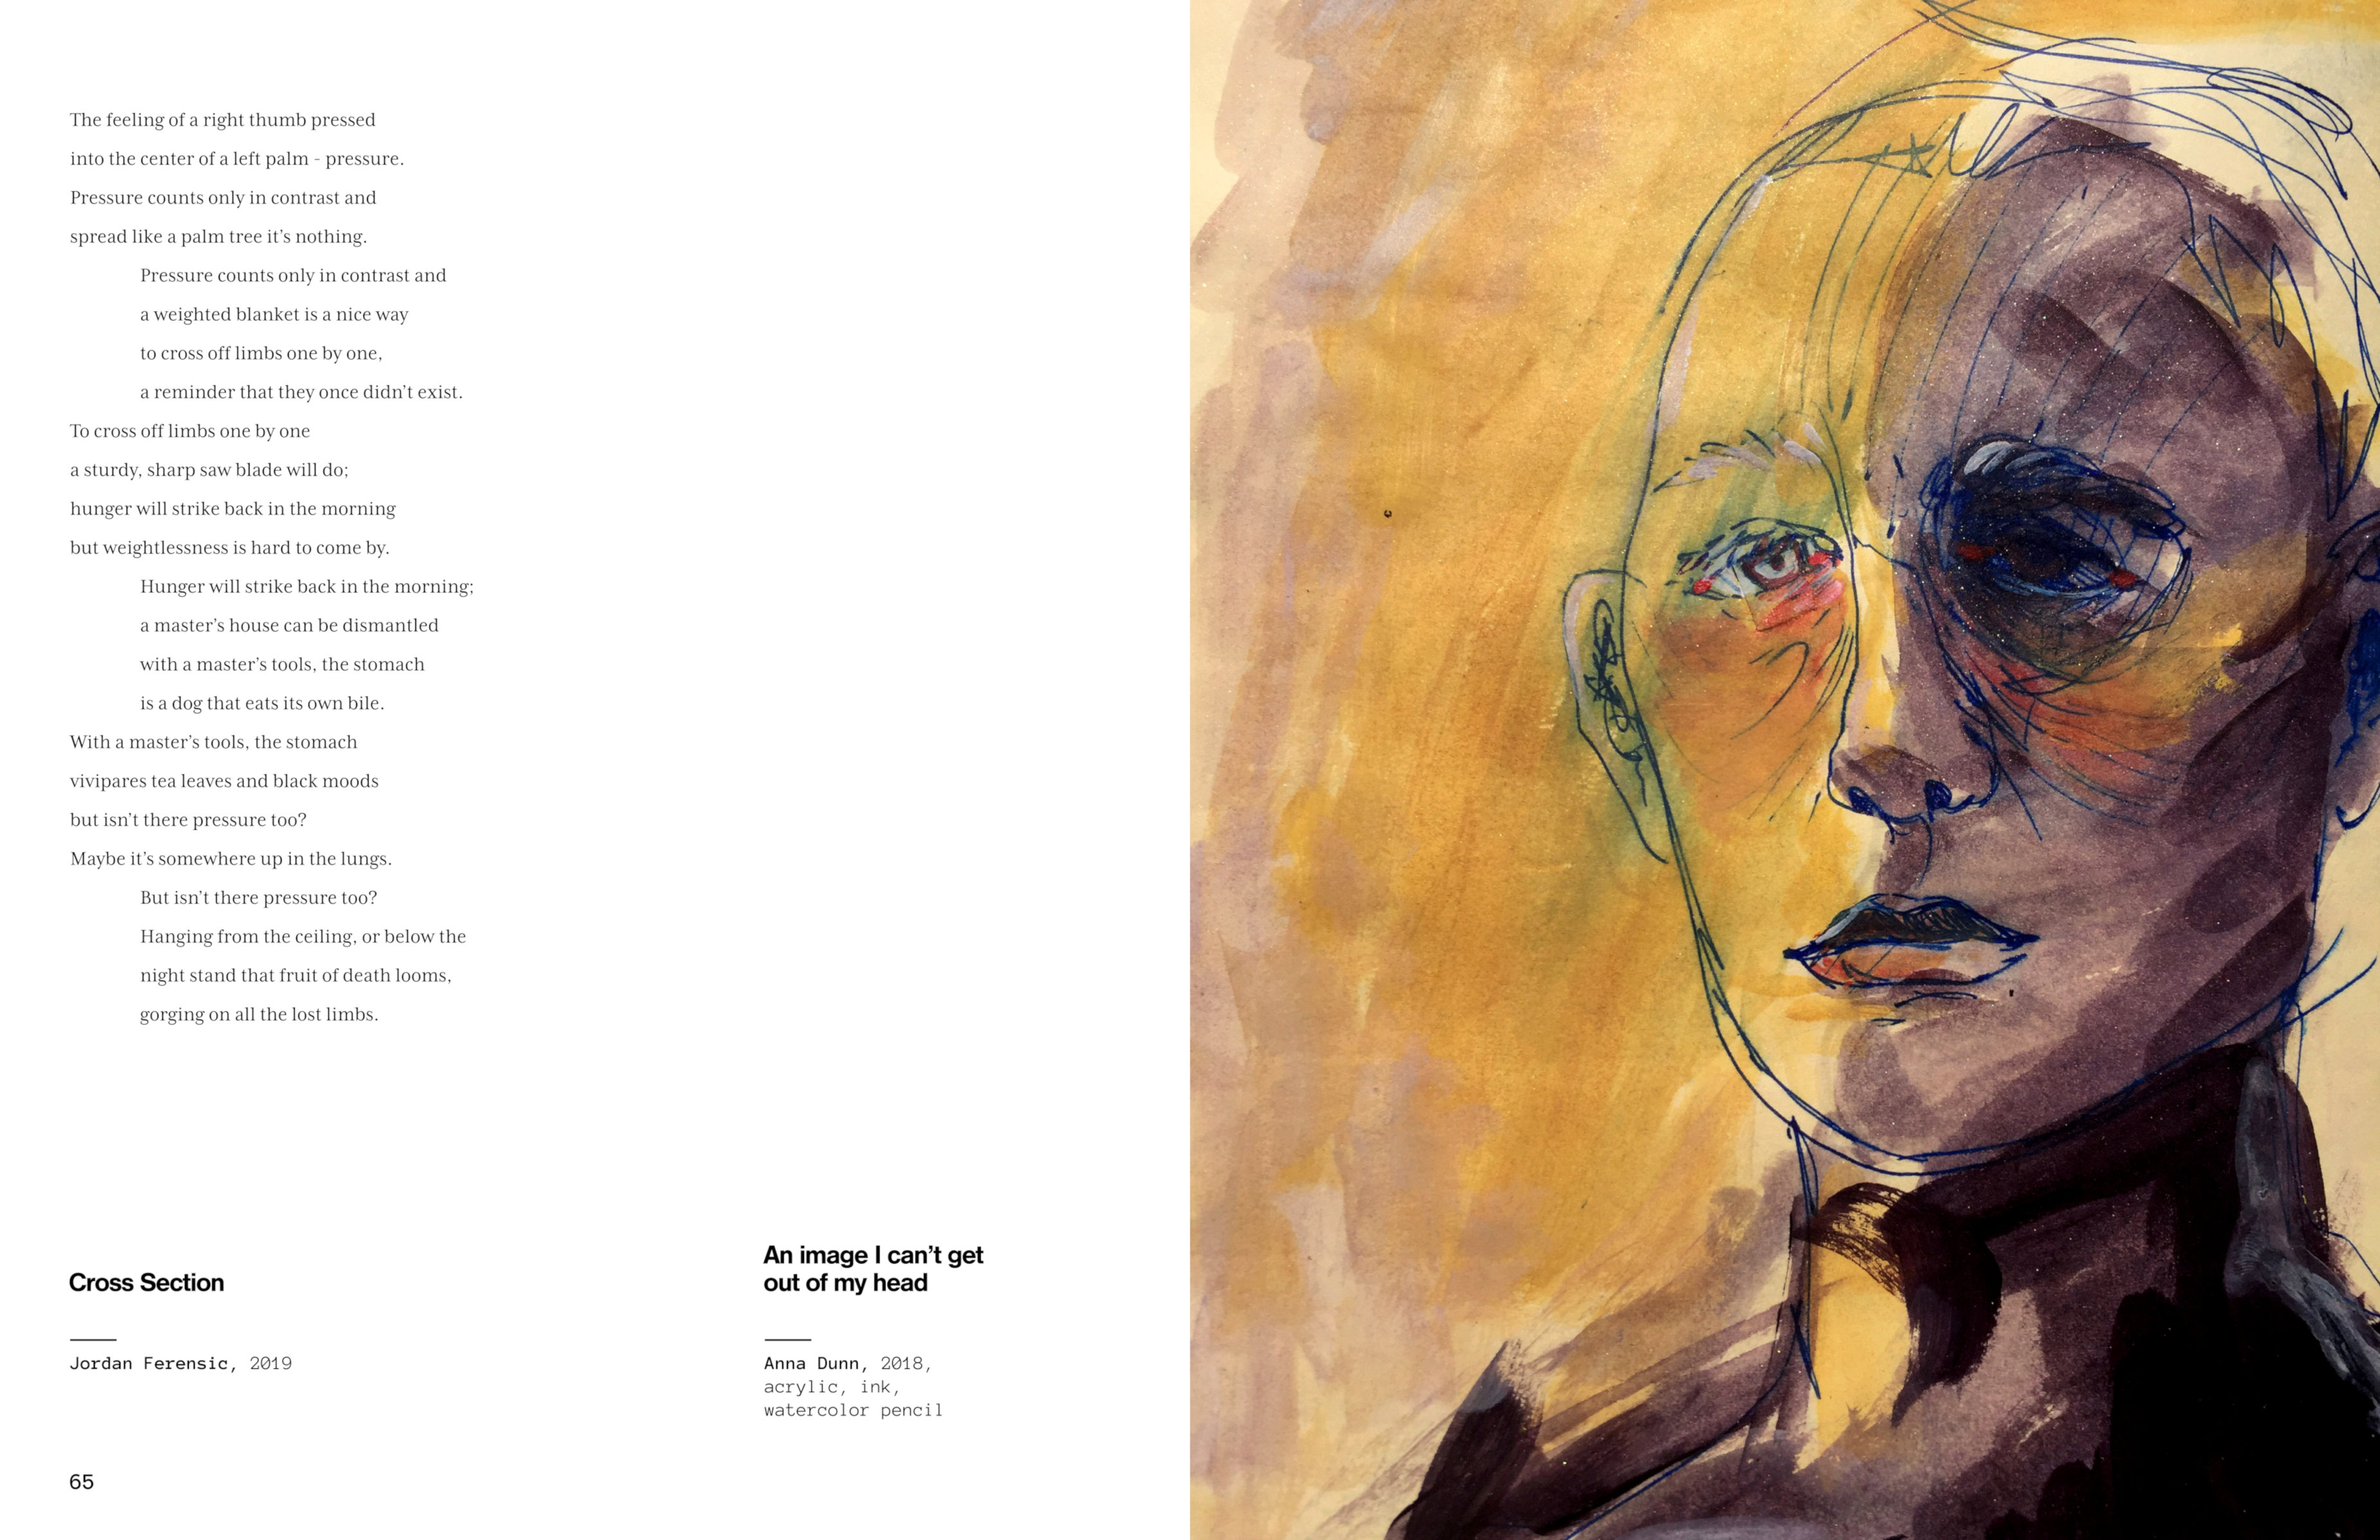 The feeling of a right thumb pressed
into the center of a left palm - pressure.
Pressure counts only in contrast and
spread like a palm tree it’s nothing.
Pressure counts only in contrast and
a weighted blanket is a nice way
to cross off limbs one by one,
a reminder that they once didn’t exist.
To cross off limbs one by one
a sturdy, sharp saw blade will do;
hunger will strike back in the morning
but weightlessness is hard to come by.
Hunger will strike back in the morning;
a master’s house can be dismantled
with a master’s tools, the stomach
is a dog that eats its own bile.
With a master’s tools, the stomach
vivipares tea leaves and black moods
but isn’t there pressure too?
Maybe it’s somewhere up in the lungs.
But isn’t there pressure too?
Hanging from the ceiling, or below the
night stand that fruit of death looms,
gorging on all the lost limbs.
Cross Section
Jordan Ferensic, 2019
An image I can’t get
out of my head
Anna Dunn, 2018,
acrylic, ink,
watercolor pencil
65